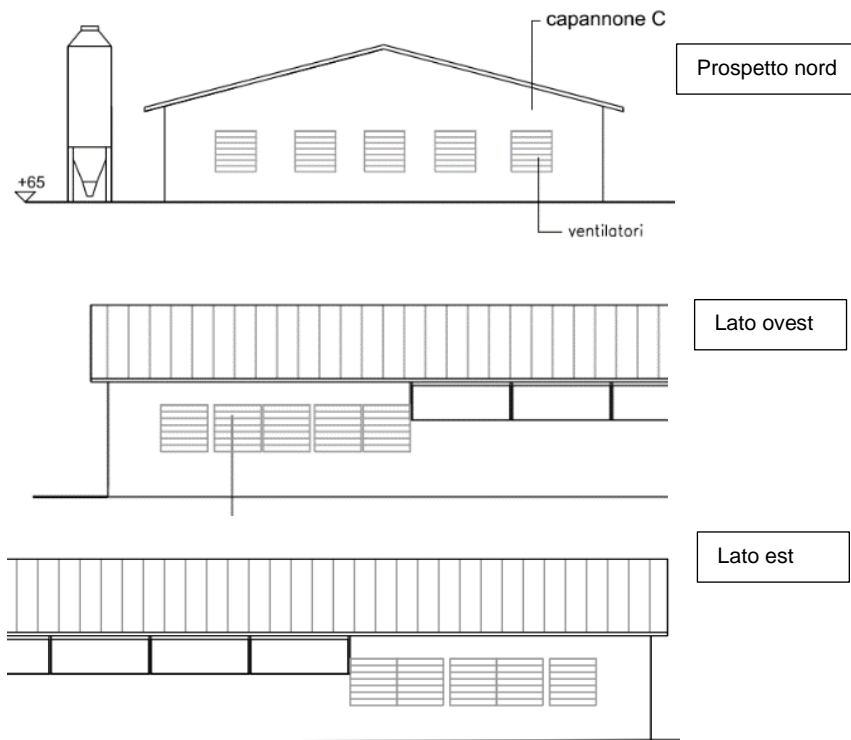 capannone C
Prospetto nord
+65
ventilatori
Lato ovest
Lato est